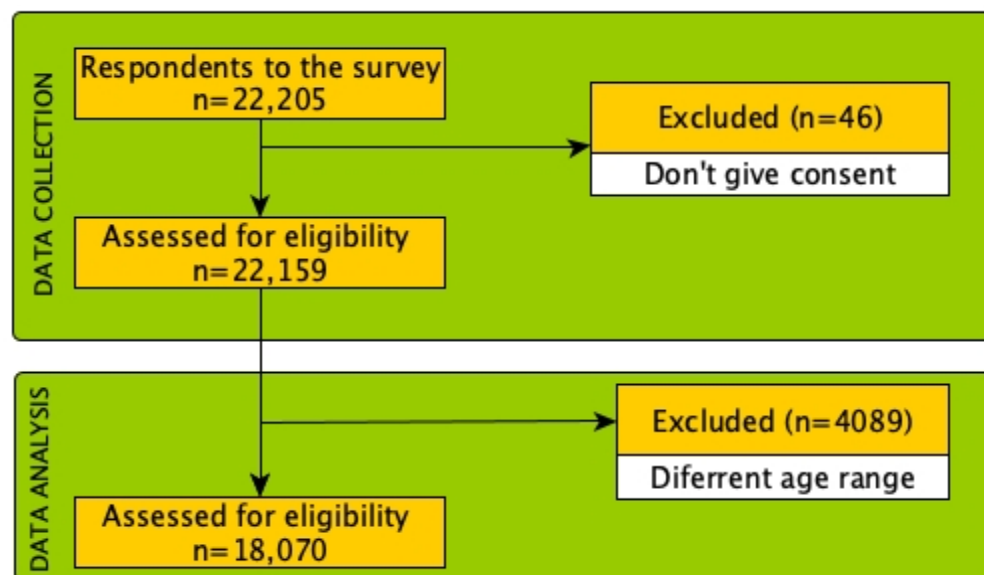 DATA COLLECTION
Respondents to the survey
n=22,205
Excluded (n=46)
Don't give consent
Assessed for eligibility
n=22,159
DATA ANALYSIS
Excluded (n=4089)
Diferrent age range
Assessed for eligibility
n=18,070